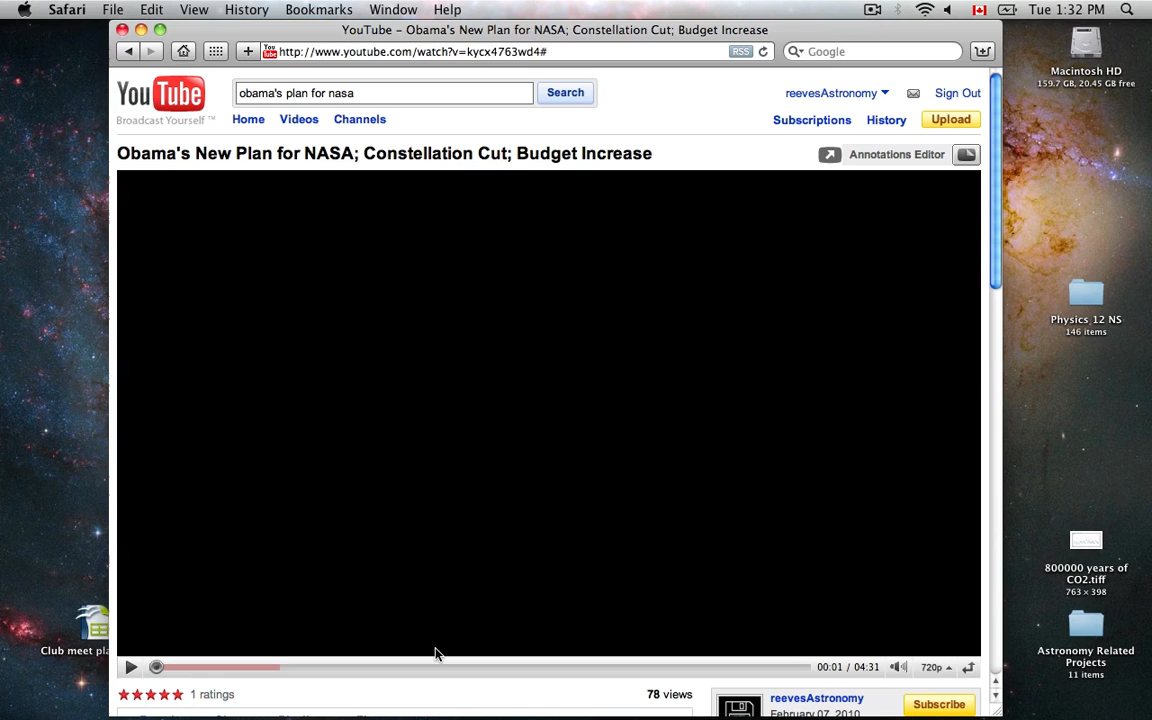 Safari File Edit View History Bookmarks Window Help Tue 1:32 PM
YouTube – Obama's New Plan for NASA; Constellation Cut; Budget Increase
http://www.youtube.com/watch?v=kycx4763wd4# RSS Google
YouTube
Broadcast Yourself ™
obama's plan for nasa Search
reevesAstronomy Sign Out
Home Videos Channels
Subscriptions History Upload
Obama's New Plan for NASA; Constellation Cut; Budget Increase
Annotations Editor
00:01 / 04:31 720p
1 ratings 78 views
reevesAstronomy
February 07, 2010
Subscribe
Macintosh HD
159.7 GB, 20.45 GB free
Physics 12 NS
146 items
800000 years of
CO2.tiff
763 × 398
Astronomy Related
Projects
11 items
Club meet pla